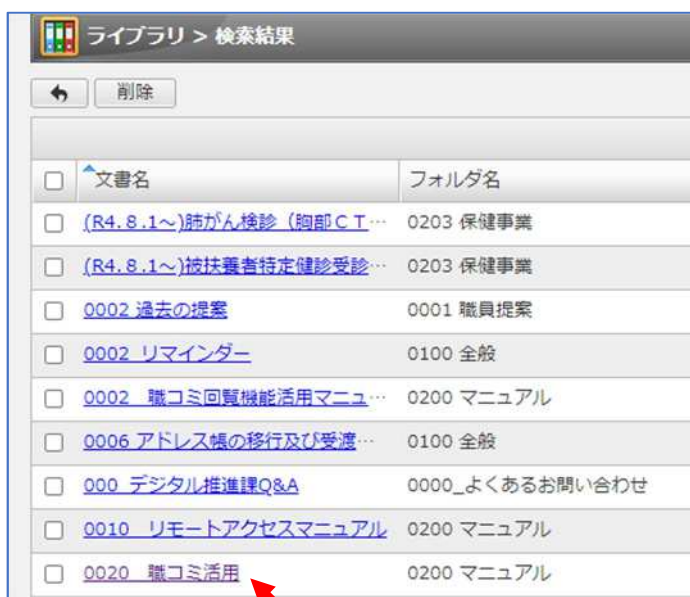 ライブラリ > 検索結果
削除
文書名 フォルダ名
(R4.8.1～)肺がん検診（胸部ＣＴ… 0203 保健事業
(R4.8.1～)被扶養者特定健診受診… 0203 保健事業
0002 過去の提案 0001 職員提案
0002 リマインダー 0100 全般
0002　職コミ回覧機能活用マニュ… 0200 マニュアル
0006 アドレス帳の移行及び受渡… 0100 全般
000 デジタル推進課Q&A 0000_よくあるお問い合わせ
0010　リモートアクセスマニュアル 0200 マニュアル
0020　職コミ活用 0200 マニュアル